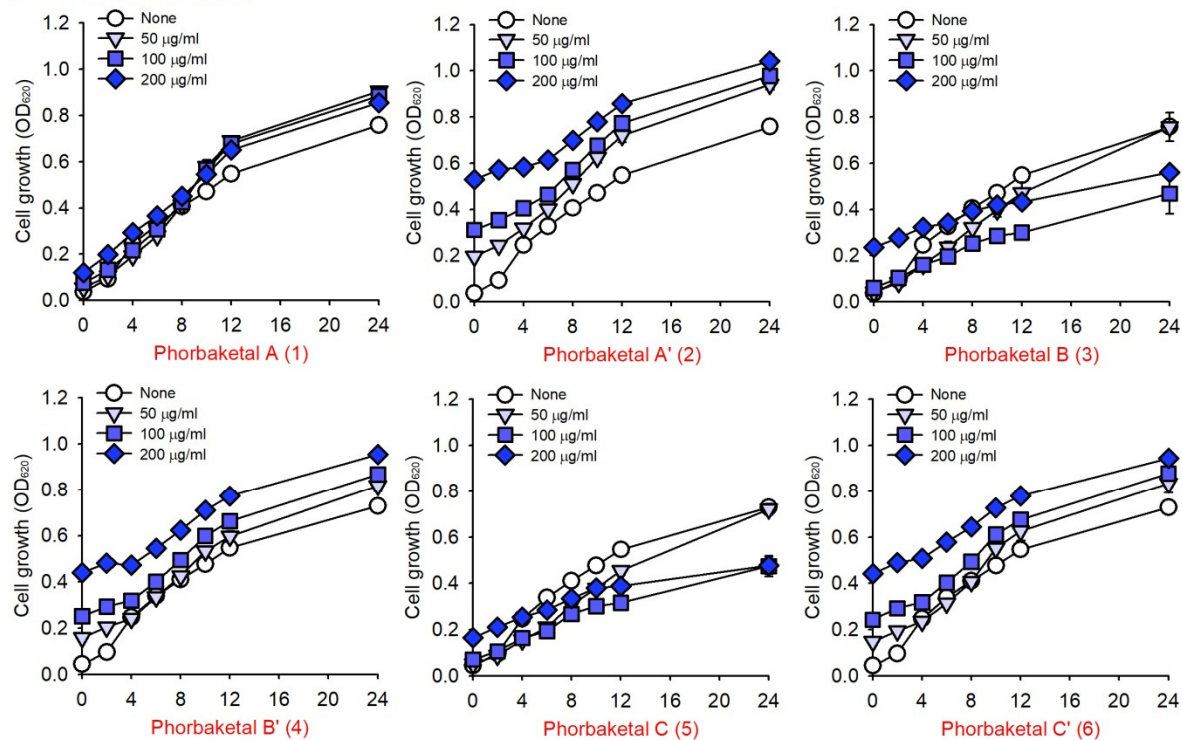 None
50 μg/ml
100 μg/ml
200 μg/ml
Cell growth (OD620)
1.2
1.0
0.8
0.6
0.4
0.2
0.0
0 4 8 12 16 20 24
Phorbaketal A (1)
None
50 μg/ml
100 μg/ml
200 μg/ml
Cell growth (OD620)
1.2
1.0
0.8
0.6
0.4
0.2
0.0
0 4 8 12 16 20 24
Phorbaketal A' (2)
None
50 μg/ml
100 μg/ml
200 μg/ml
Cell growth (OD620)
1.2
1.0
0.8
0.6
0.4
0.2
0.0
0 4 8 12 16 20 24
Phorbaketal B (3)
None
50 μg/ml
100 μg/ml
200 μg/ml
Cell growth (OD620)
1.2
1.0
0.8
0.6
0.4
0.2
0.0
0 4 8 12 16 20 24
Phorbaketal B' (4)
None
50 μg/ml
100 μg/ml
200 μg/ml
Cell growth (OD620)
1.2
1.0
0.8
0.6
0.4
0.2
0.0
0 4 8 12 16 20 24
Phorbaketal C (5)
None
50 μg/ml
100 μg/ml
200 μg/ml
Cell growth (OD620)
1.2
1.0
0.8
0.6
0.4
0.2
0.0
0 4 8 12 16 20 24
Phorbaketal C' (6)